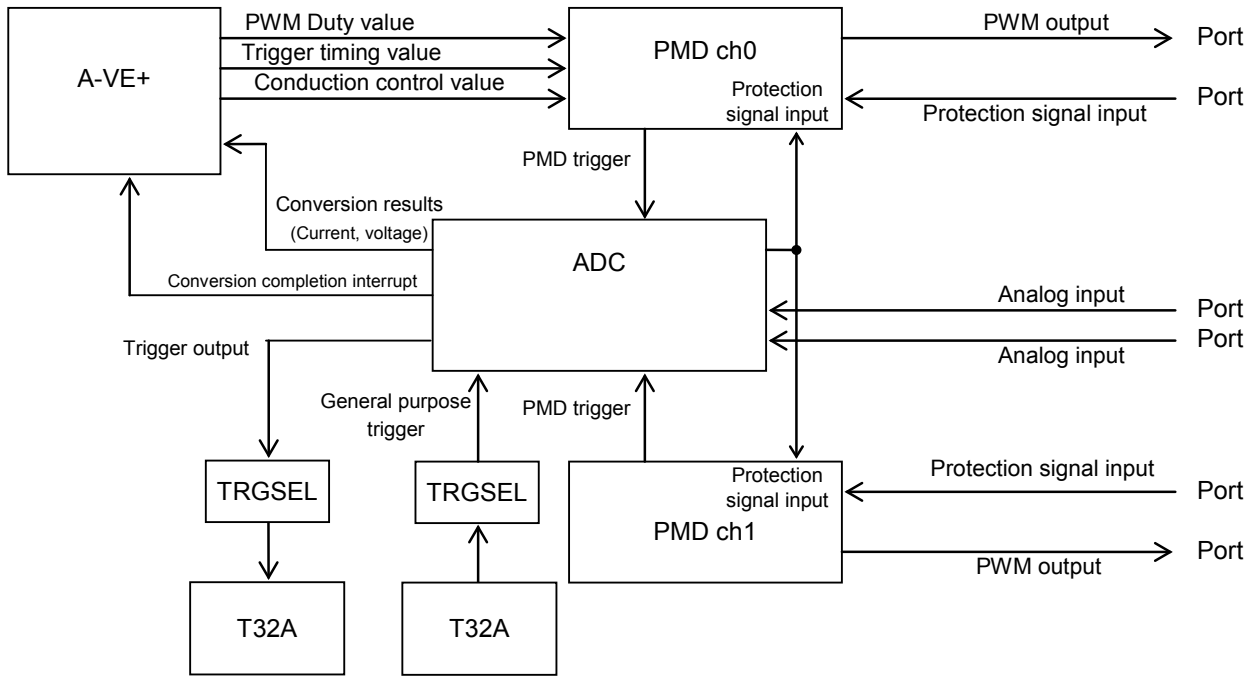 PWM Duty value
Trigger timing value
Conduction control value
A-VE+
PMD ch0
Protection
signal input
PWM output
Port
Protection signal input
Port
PMD trigger
Conversion results
(Current, voltage)
Conversion completion interrupt
ADC
Analog input
Port
Analog input
Port
Trigger output
General purpose
trigger
PMD trigger
TRGSEL
TRGSEL
Protection
signal input
PMD ch1
Protection signal input
Port
PWM output
Port
T32A
T32A